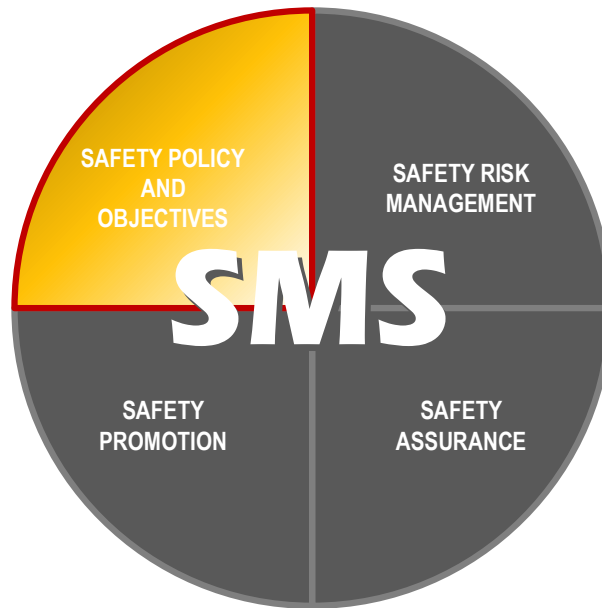 SAFETY POLICY
AND
OBJECTIVES
SAFETY RISK
MANAGEMENT
SMS
SAFETY
PROMOTION
SAFETY
ASSURANCE